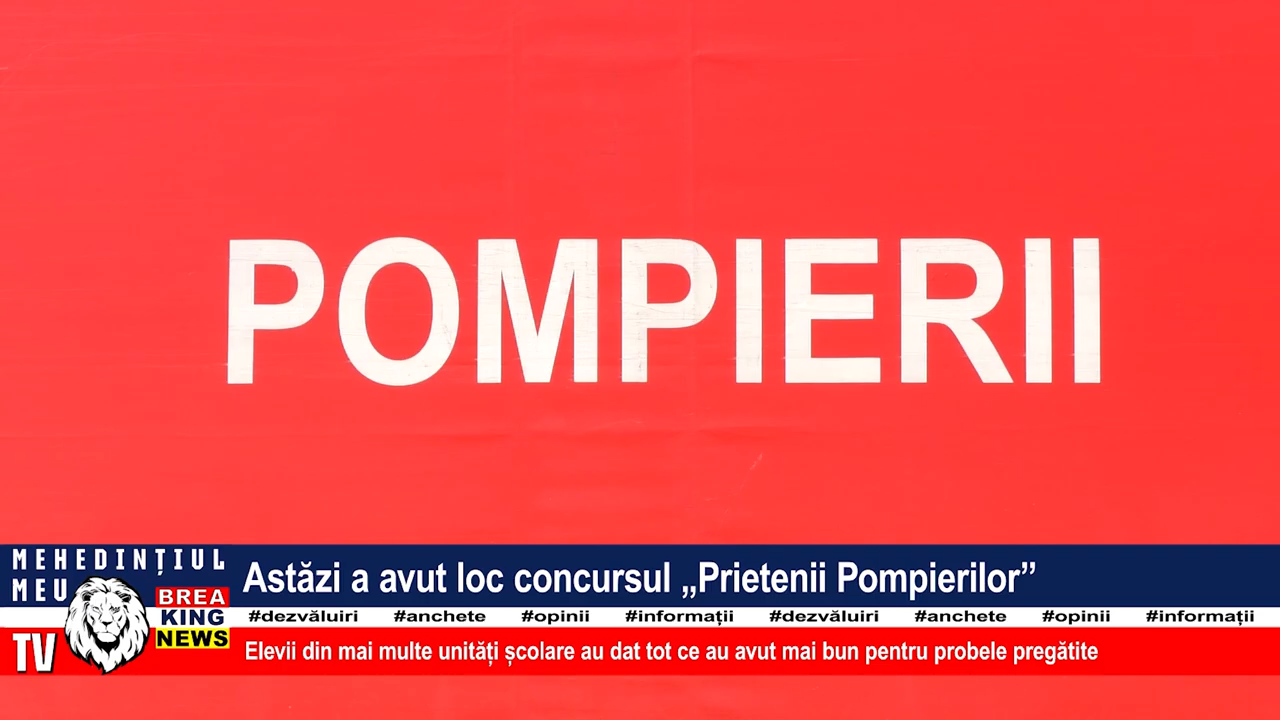 POMPIERII
MEHEDINȚIUL
MEU
TV
BREA
KING
NEWS
Astăzi a avut loc concursul „Prietenii Pompierilor”
#dezvăluiri #anchete #opinii #informații #dezvăluiri #anchete #opinii #informații
Elevii din mai multe unități școlare au dat tot ce au avut mai bun pentru probele pregătite